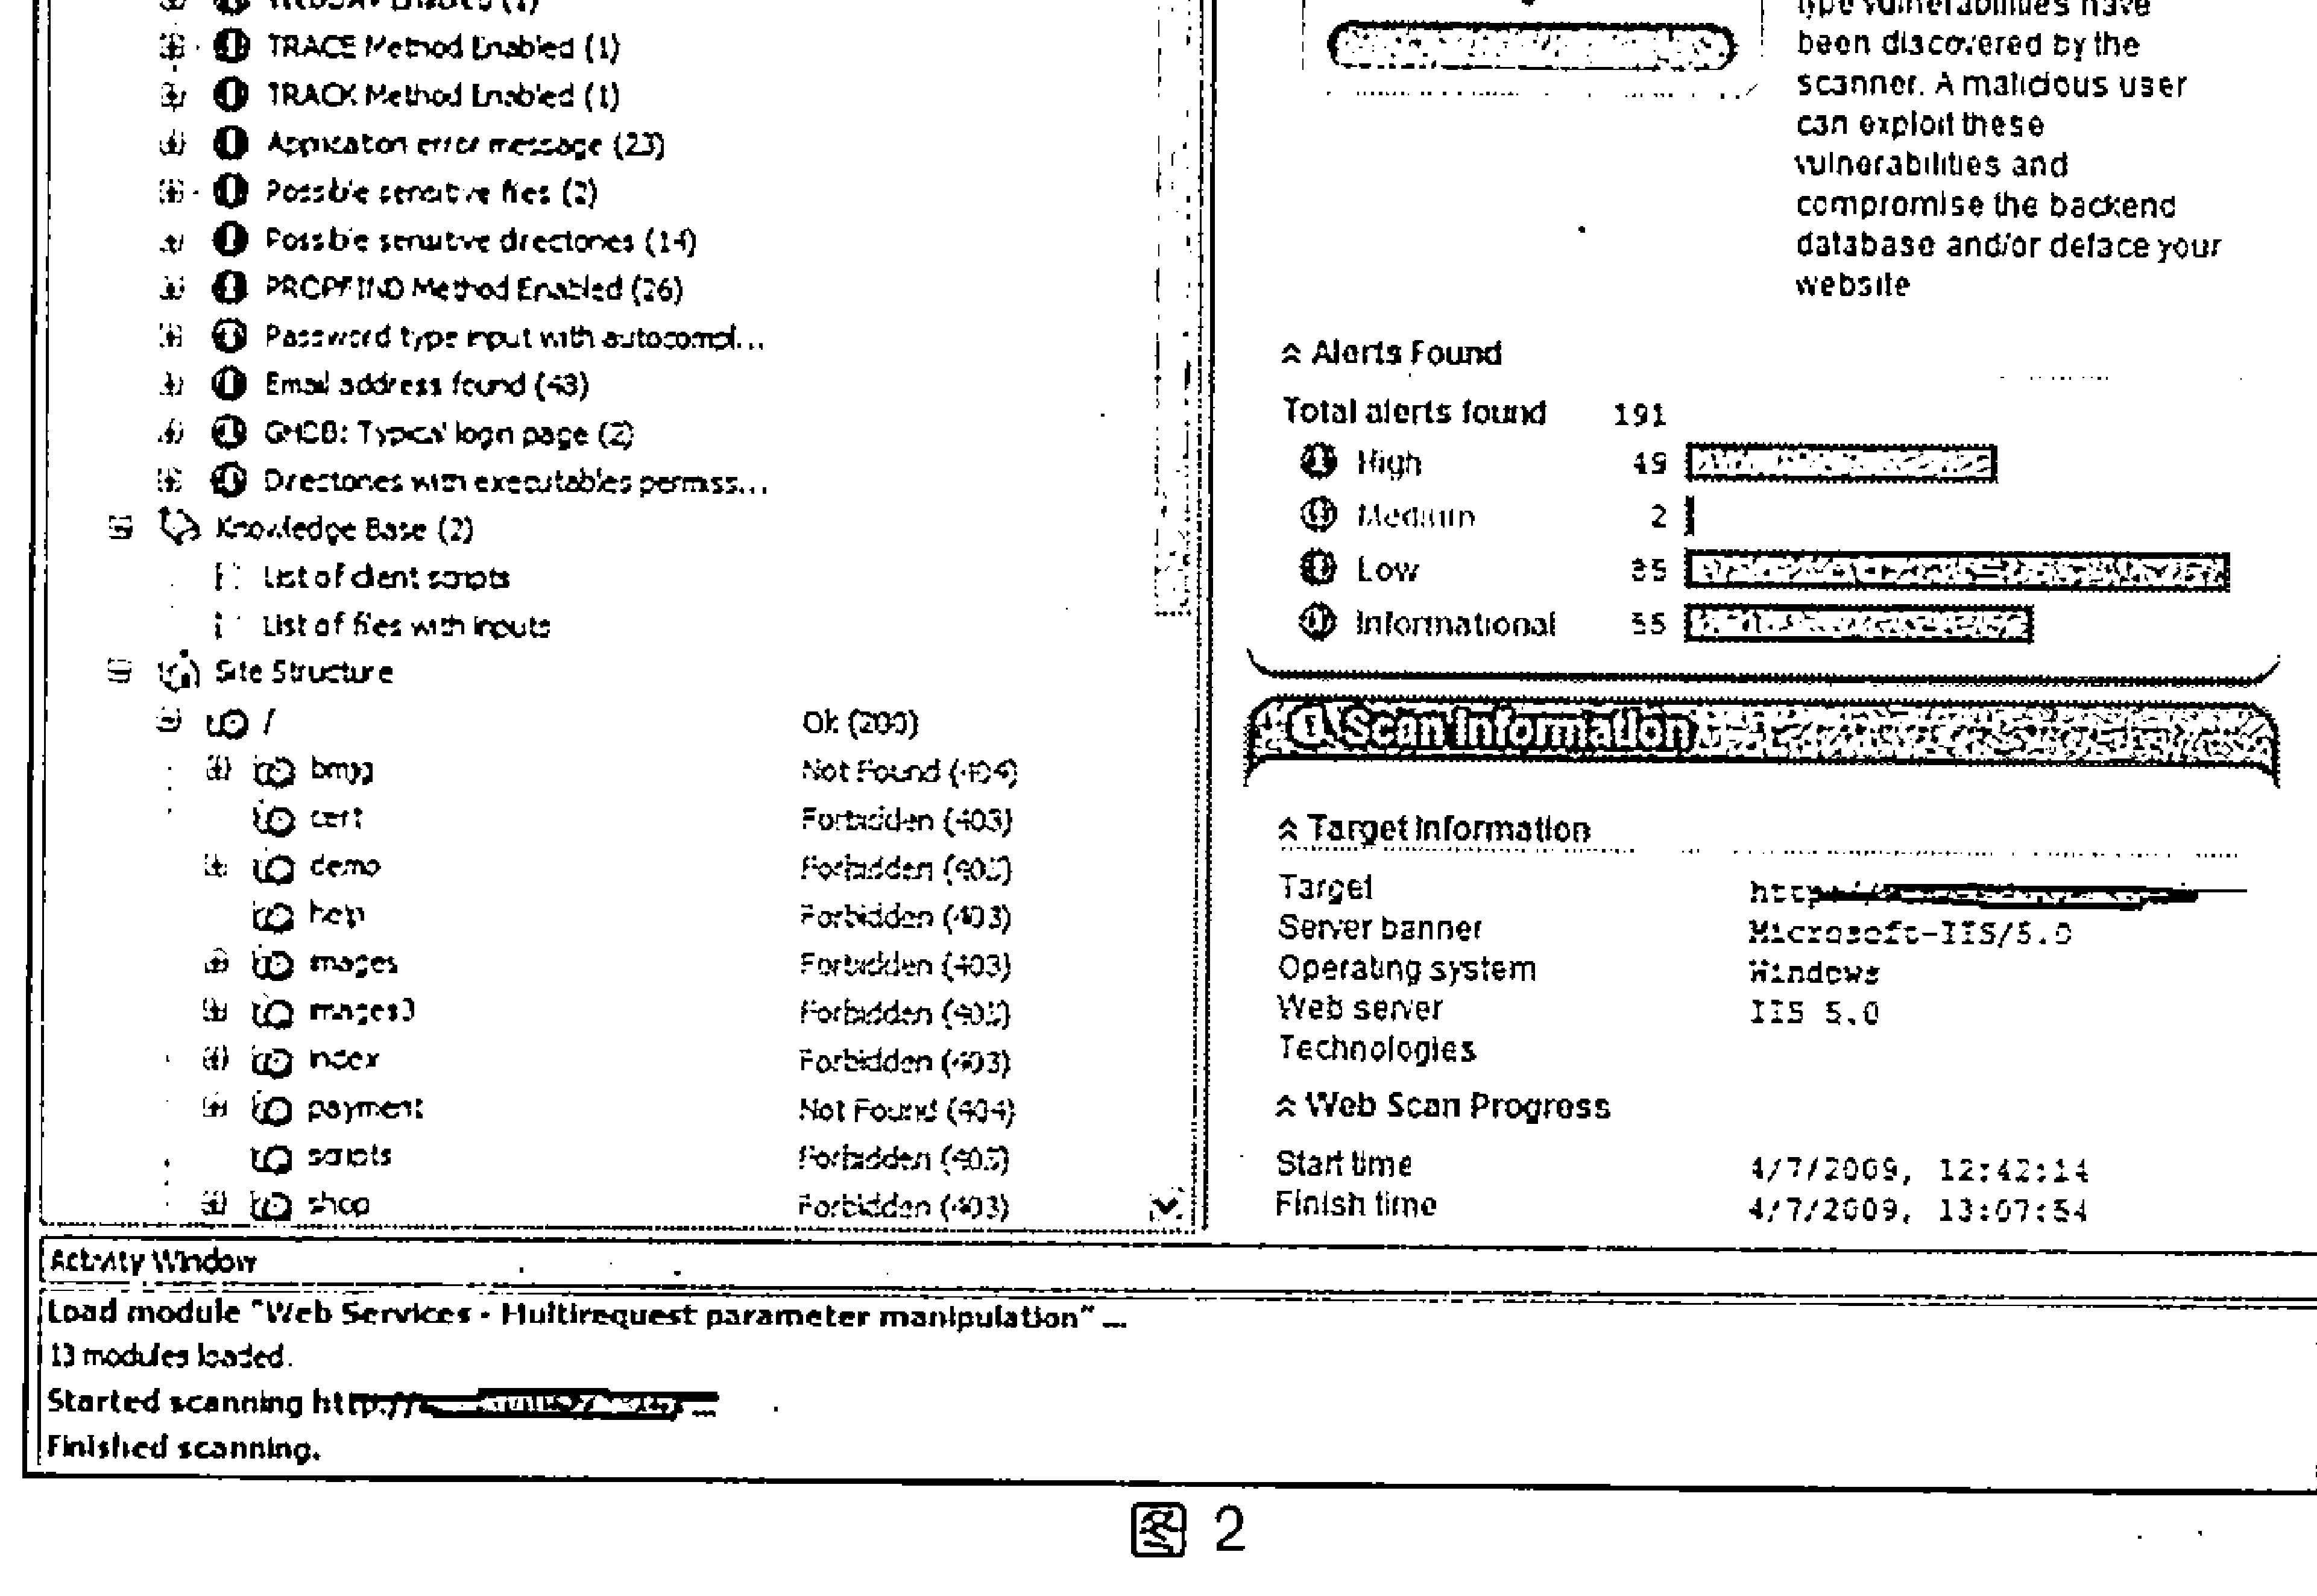 WebDAV Enabled (1)
TRACE Method Enabled (1)
TRACK Method Enabled (1)
Application error message (23)
Possible sensitive files (2)
Possible sensitive directories (14)
PROPFIND Method Enabled (26)
Password type input with autocompl...
Email address found (43)
GHDB: Typical login page (2)
Directories with executables permiss...
Knowledge Base (2)
List of client scripts
List of files with inputs
Site Structure
/ Ok (200)
Not Found (404)
cert Forbidden (403)
demo Forbidden (403)
help Forbidden (403)
images Forbidden (403)
images3 Forbidden (403)
index Forbidden (403)
payment Not Found (404)
scripts Forbidden (403)
shop Forbidden (403)
type vulnerabilities have
been discovered by the
scanner. A malicious user
can exploit these
vulnerabilities and
compromise the backend
database and/or deface your
website
Alerts Found
Total alerts found 191
High 49
Medium 2
Low 85
Informational 55
Scan Information
Target Information
Target http://
Server banner Microsoft-IIS/5.0
Operating system Windows
Web server IIS 5.0
Technologies
Web Scan Progress
Start time 4/7/2009, 12:42:14
Finish time 4/7/2009, 13:07:54
Activity Window
Load module "Web Services - Multirequest parameter manipulation" ...
13 modules loaded.
Started scanning http:// ...
Finished scanning.
图 2